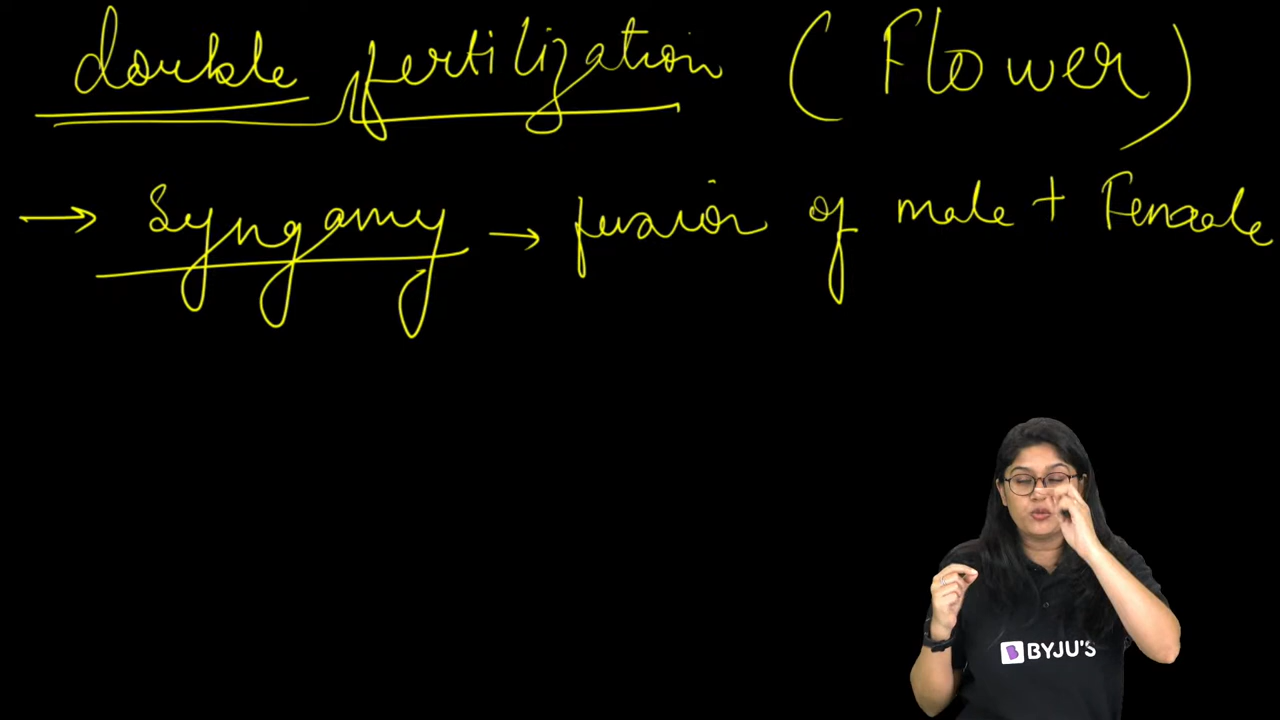 double fertilization (Flower)
→ Syngamy → fusion of male + Female
B BYJU'S